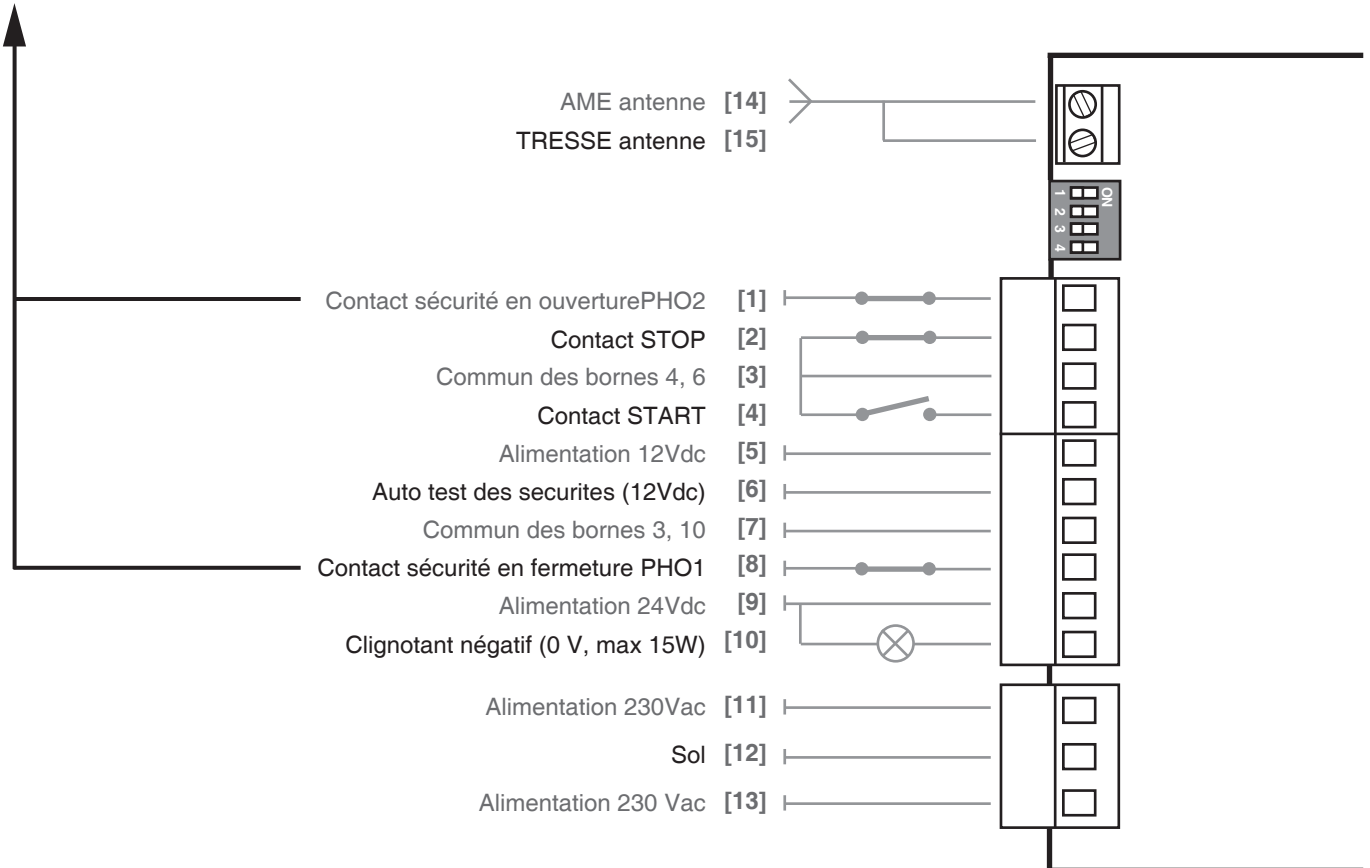 AME antenne [14]
TRESSE antenne [15]
ON
1
2
3
4
Contact sécurité en ouverturePHO2 [1]
Contact STOP [2]
Commun des bornes 4, 6 [3]
Contact START [4]
Alimentation 12Vdc [5]
Auto test des securites (12Vdc) [6]
Commun des bornes 3, 10 [7]
Contact sécurité en fermeture PHO1 [8]
Alimentation 24Vdc [9]
Clignotant négatif (0 V, max 15W) [10]
Alimentation 230Vac [11]
Sol [12]
Alimentation 230 Vac [13]